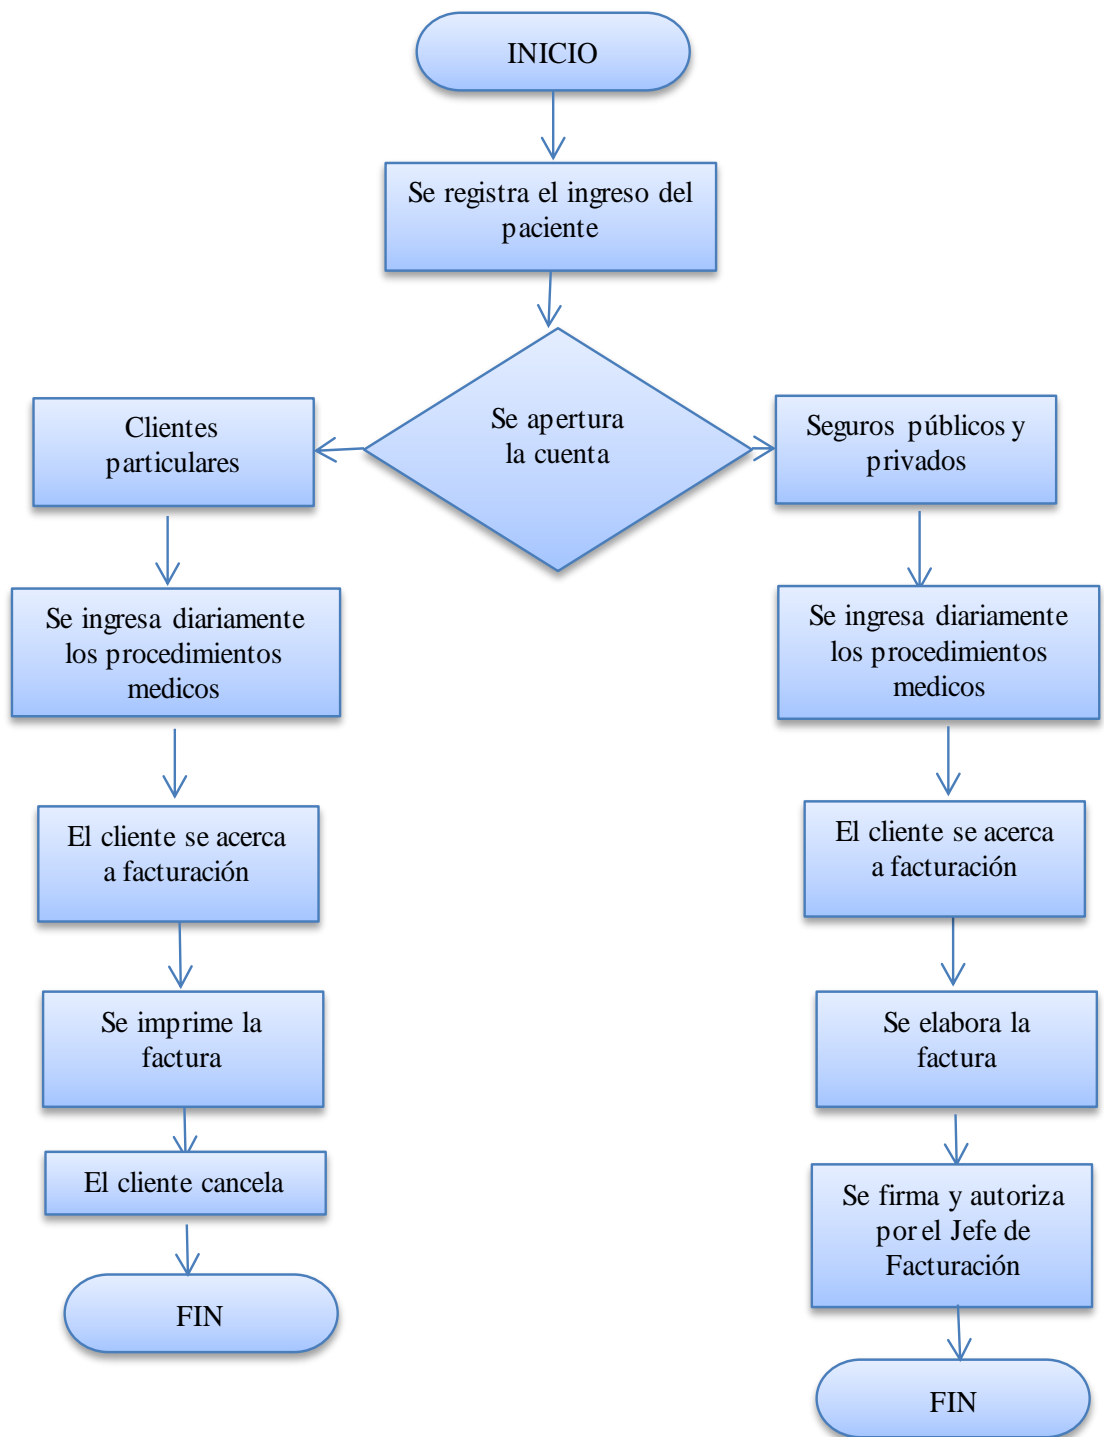 INICIO
Se registra el ingreso del
paciente
Se apertura
la cuenta
Clientes
particulares
Se ingresa diariamente
los procedimientos
medicos
El cliente se acerca
a facturación
Se imprime la
factura
El cliente cancela
FIN
Seguros públicos y
privados
Se ingresa diariamente
los procedimientos
medicos
El cliente se acerca
a facturación
Se elabora la
factura
Se firma y autoriza
por el Jefe de
Facturación
FIN